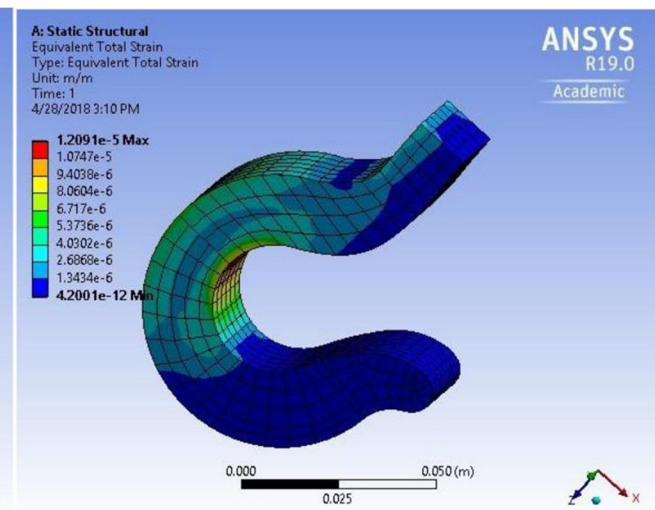 A: Static Structural
Equivalent Total Strain
Type: Equivalent Total Strain
Unit: m/m
Time: 1
4/28/2018 3:10 PM
ANSYS
R19.0
Academic
1.2091e-5 Max
1.0747e-5
9.4038e-6
8.0604e-6
6.717e-6
5.3736e-6
4.0302e-6
2.6868e-6
1.3434e-6
4.2001e-12 Min
0.000
0.050 (m)
0.025
Z
X